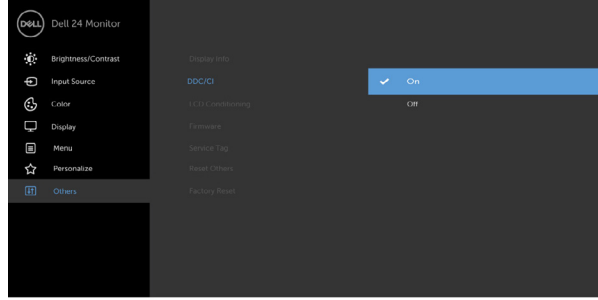 DELL
Dell 24 Monitor
Brightness/Contrast
Display Info
Input Source
DDC/CI
On
Color
LCD Conditioning
Off
Display
Firmware
Menu
Service Tag
Personalize
Reset Others
Others
Factory Reset